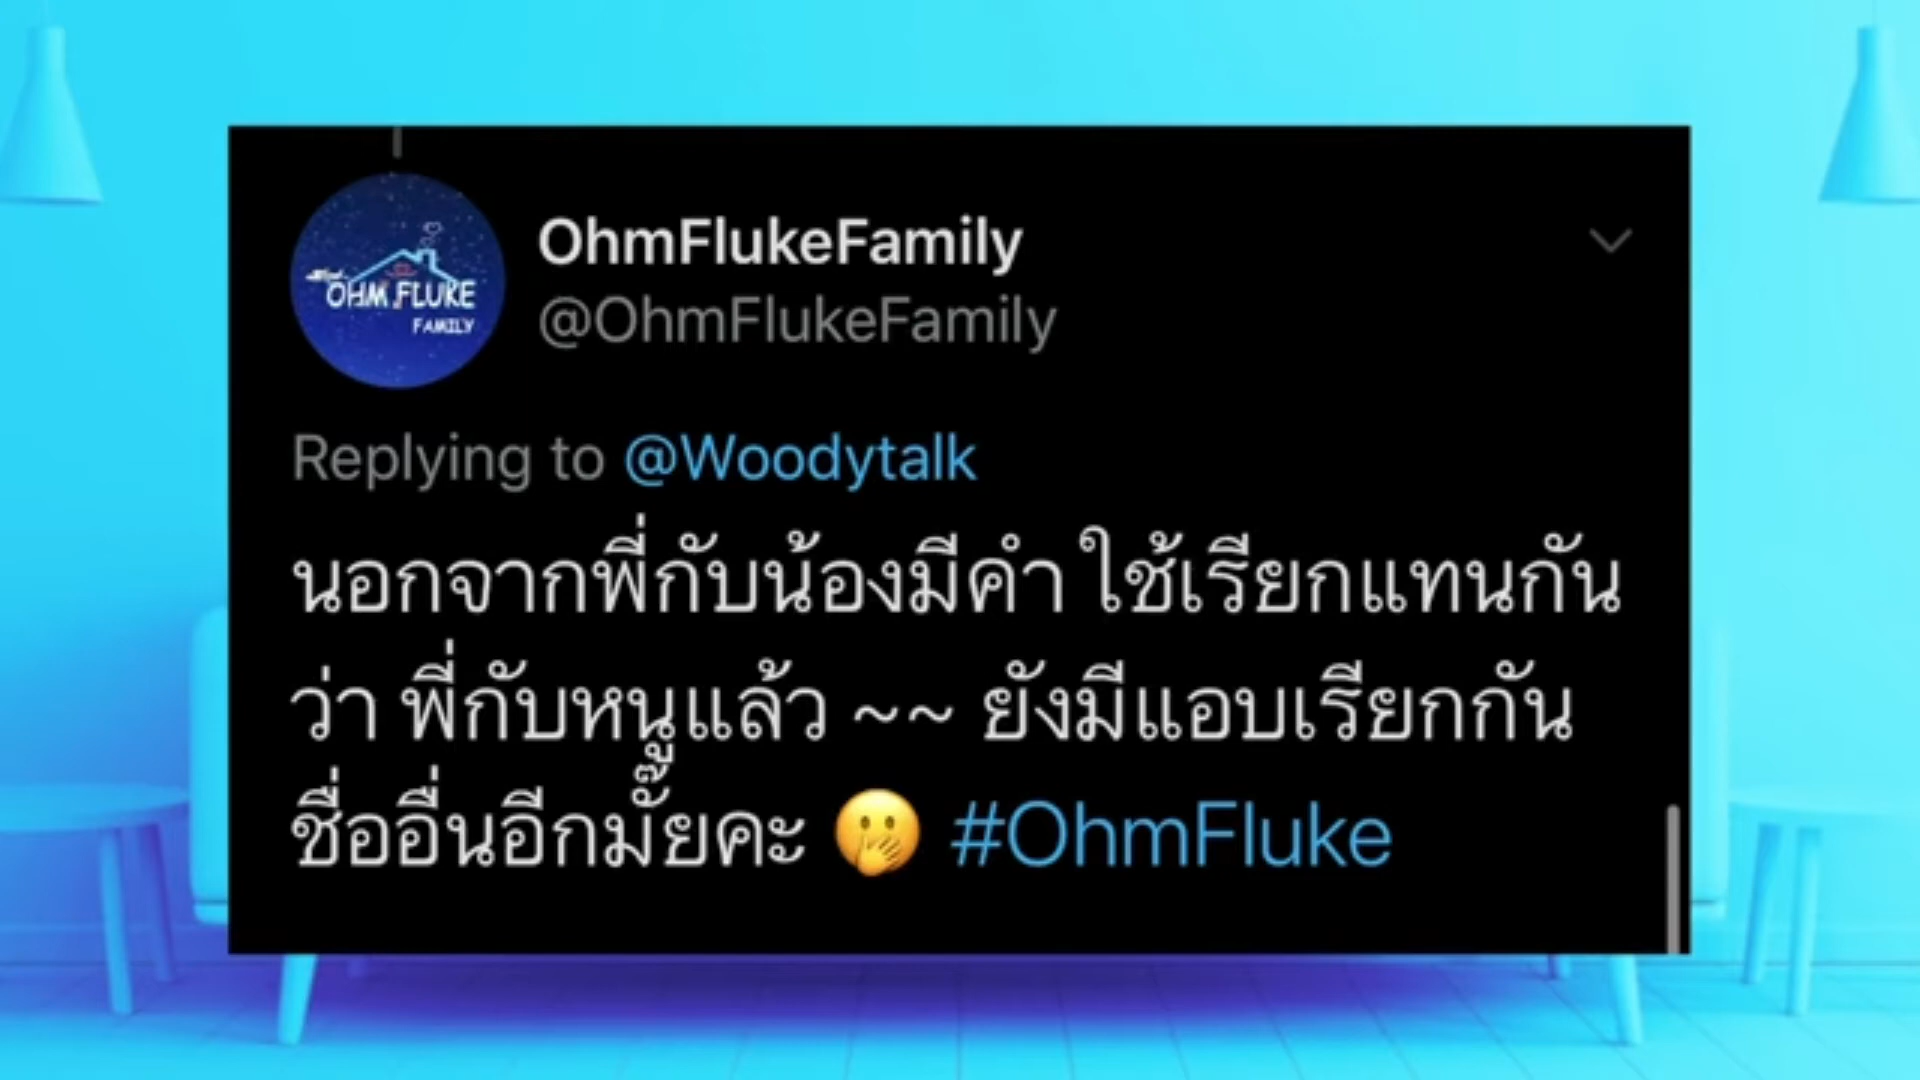 OHM FLUKE
FAMILY
OhmFlukeFamily
@OhmFlukeFamily
Replying to @Woodytalk
นอกจากพี่กับน้องมีคำ ใช้เรียกแทนกัน
ว่า พี่กับหนูแล้ว ~~ ยังมีแอบเรียกกัน
ชื่ออื่นอีกมั๊ยคะ 🤭 #OhmFluke